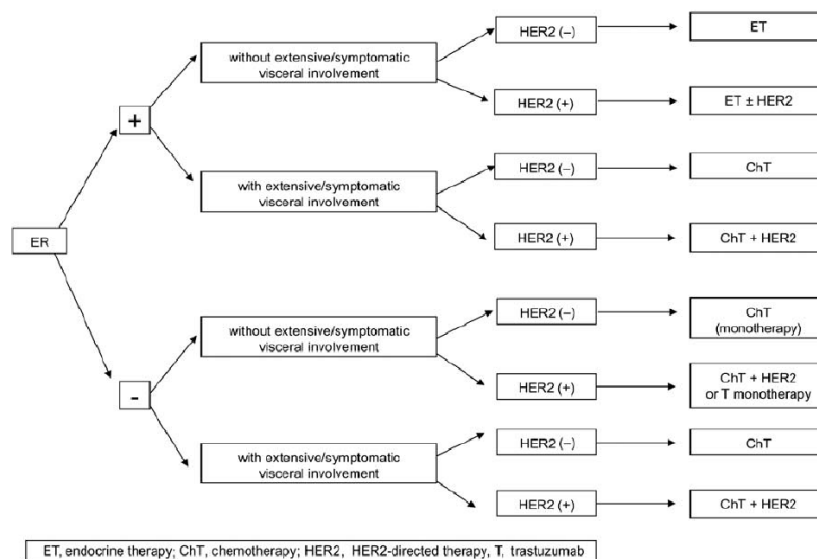 HER2 (–)
ET
without extensive/symptomatic
visceral involvement
HER2 (+)
ET ± HER2
+
HER2 (–)
ChT
with extensive/symptomatic
visceral involvement
HER2 (+)
ChT + HER2
ER
HER2 (–)
ChT
(monotherapy)
without extensive/symptomatic
visceral involvement
HER2 (+)
ChT + HER2
or T monotherapy
-
HER2 (–)
ChT
with extensive/symptomatic
visceral involvement
HER2 (+)
ChT + HER2
ET, endocrine therapy; ChT, chemotherapy; HER2, HER2-directed therapy, T, trastuzumab